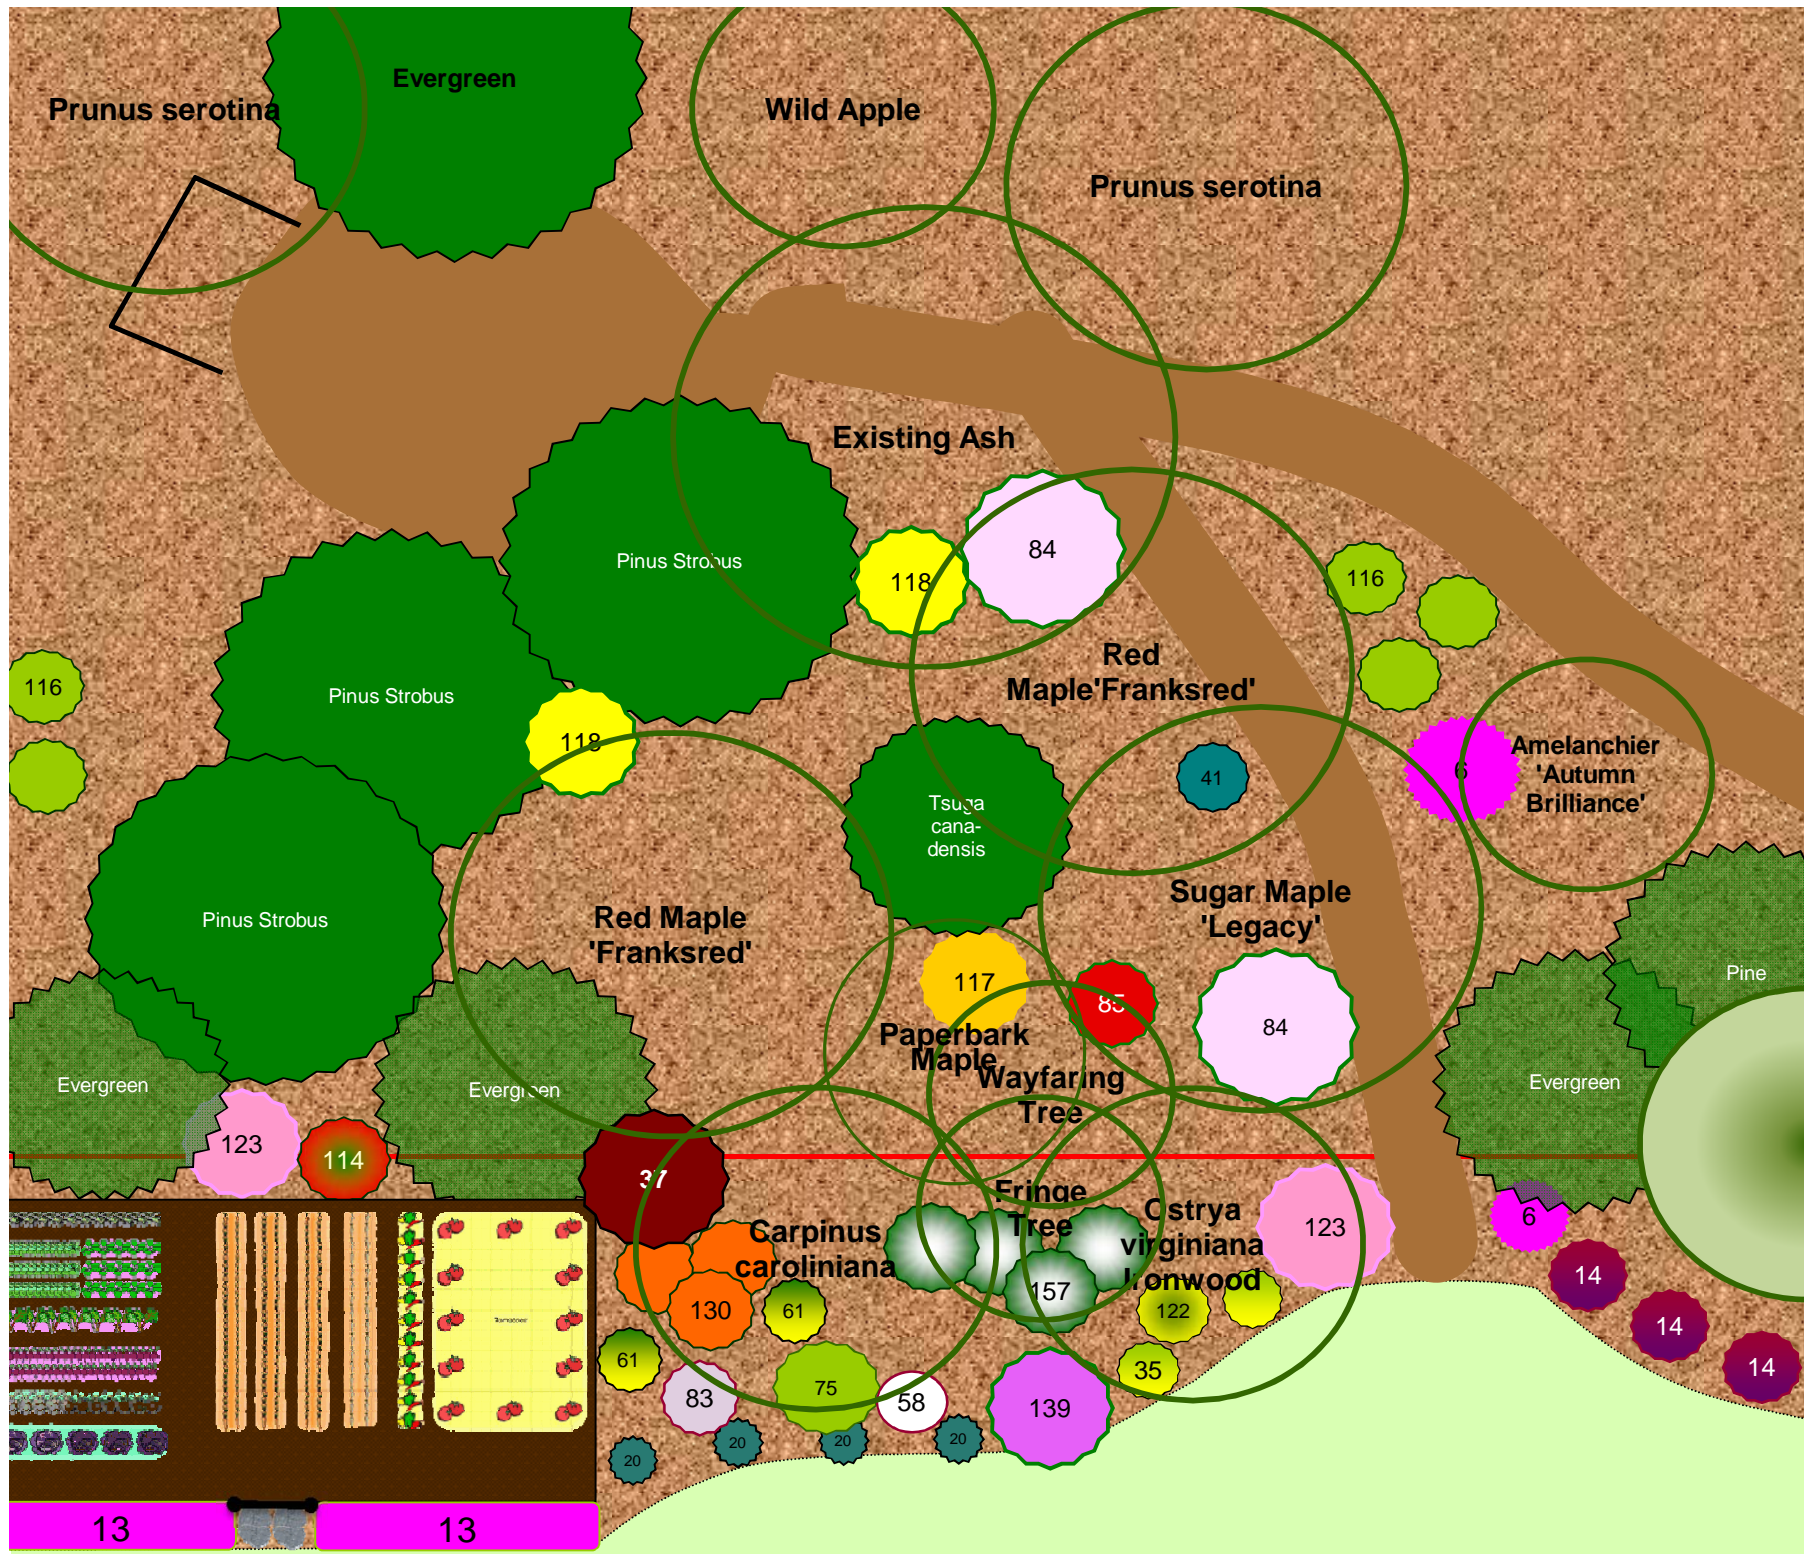 Evergreen
Prunus serotina
Wild Apple
Prunus serotina
Existing Ash
Pinus Strobus
118
84
116
Red
Maple'Franksred'
116
Pinus Strobus
118
41
6
Amelanchier
'Autumn
Brilliance'
Tsuga
cana-
densis
Pinus Strobus
Red Maple
'Franksred'
Sugar Maple
'Legacy'
117
85
84
Pine
Paperbark
Maple
Wayfaring
Tree
Evergreen
Evergreen
Evergreen
123
114
37
Fringe
Tree
Carpinus
caroliniana
Ostrya
virginiana
Ironwood
123
6
14
157
130
61
122
14
Tomatoes
61
83
75
58
35
14
139
20
20
20
20
13
13